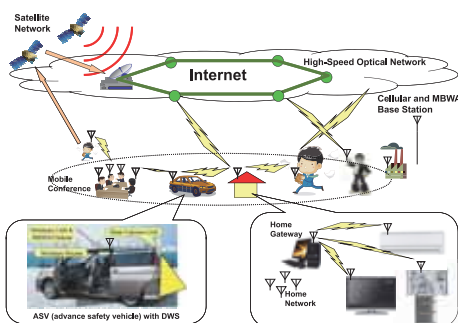 Satellite
Network
Internet
High-Speed Optical Network
Cellular and MBWA
Base Station
Mobile
Conference
Home
Gateway
Home
Network
ASV (advance safety vehicle) with DWS